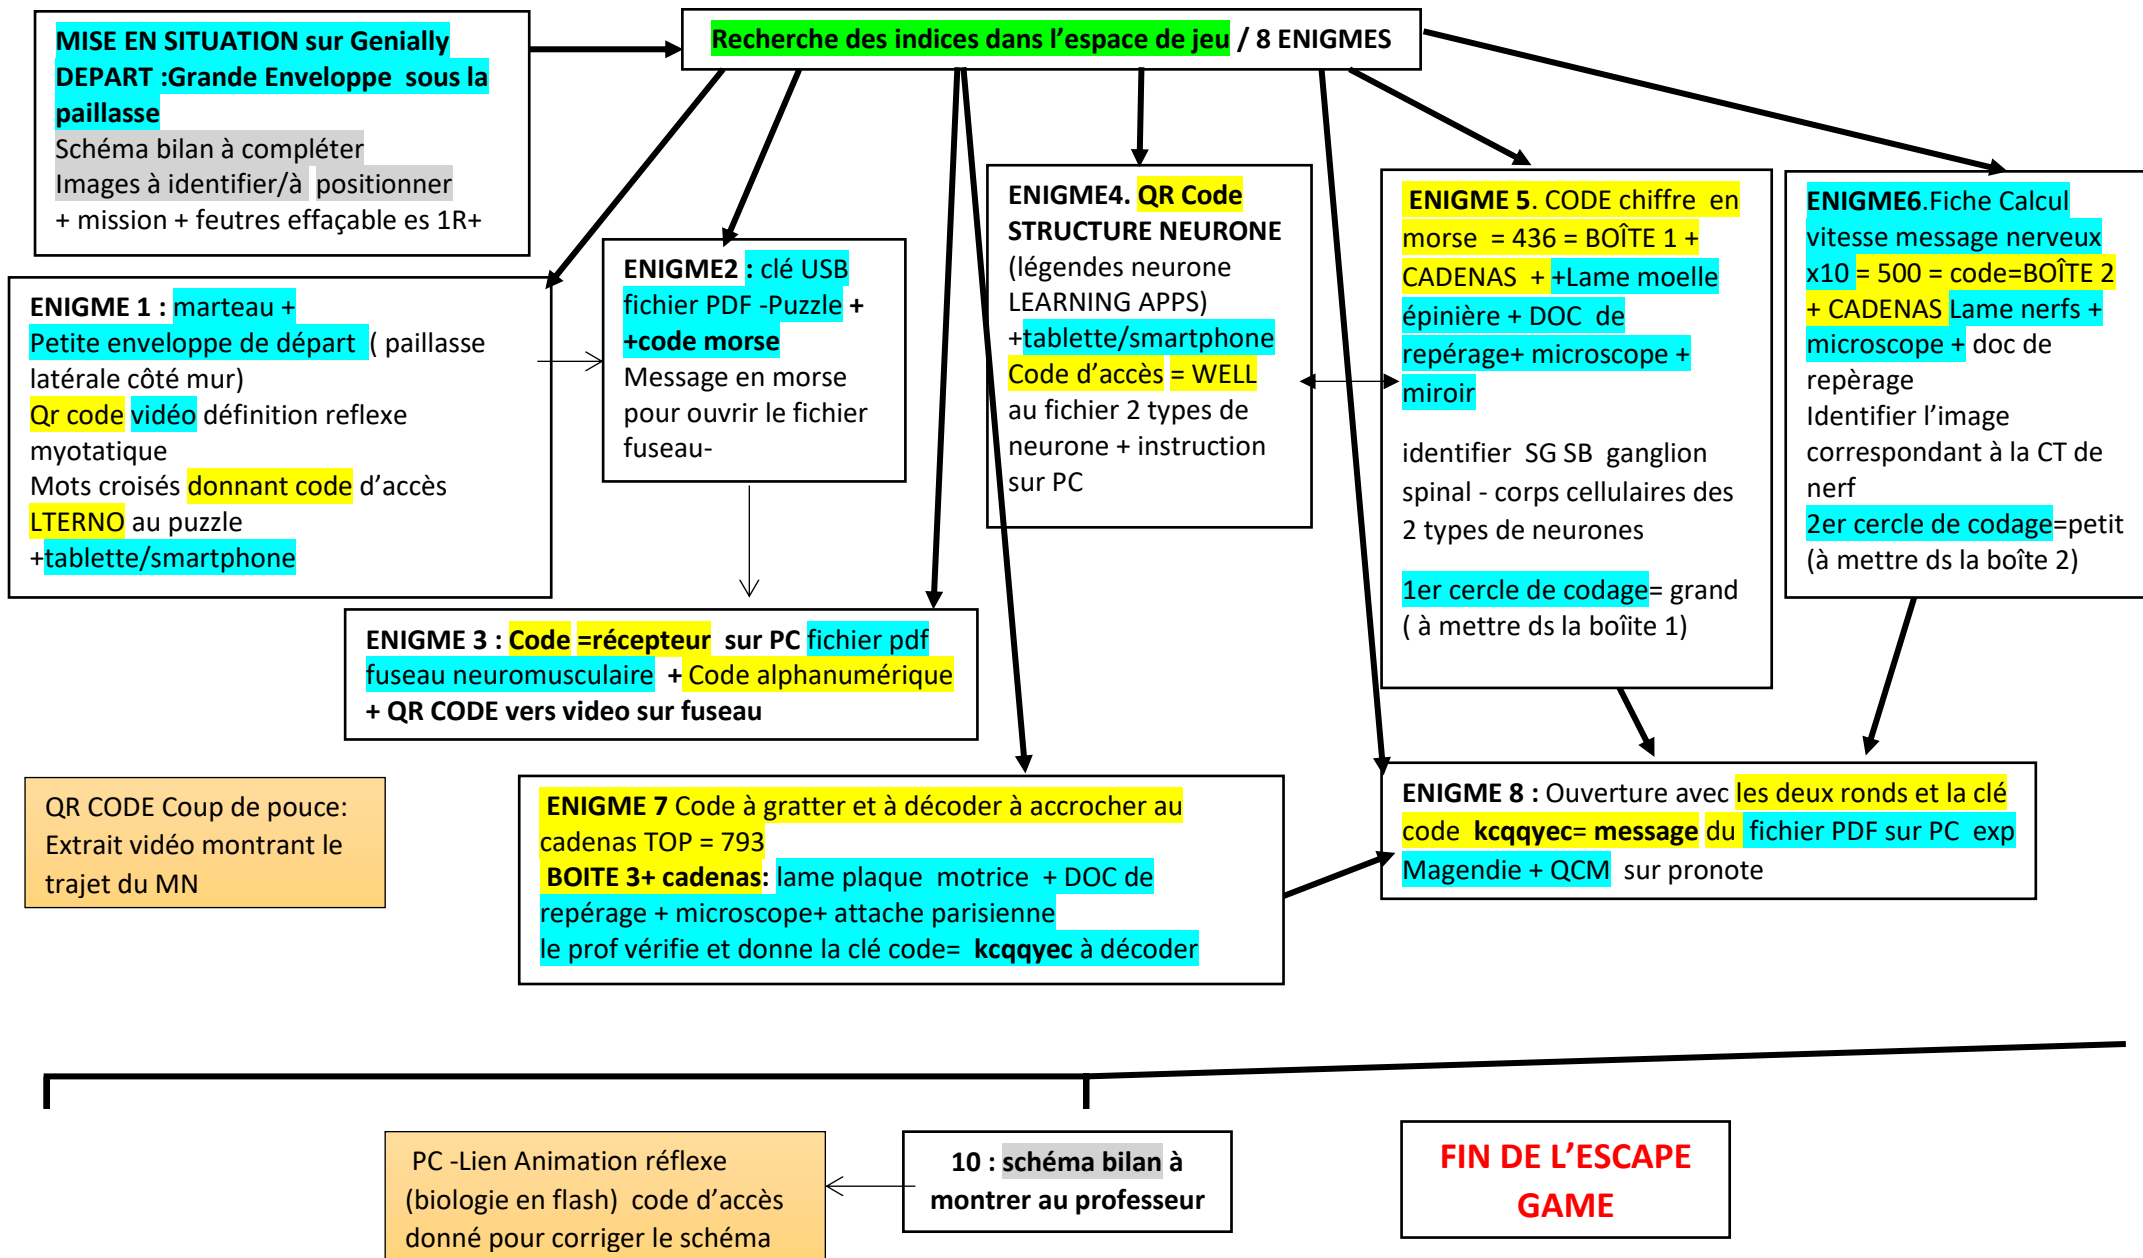 MISE EN SITUATION sur Genially
DEPART :Grande Enveloppe sous la
paillasse
Schéma bilan à compléter
Images à identifier/à positionner
+ mission + feutres effaçable es 1R+
Recherche des indices dans l'espace de jeu / 8 ENIGMES
ENIGME 1 : marteau +
Petite enveloppe de départ ( paillasse
latérale côté mur)
Qr code vidéo définition reflexe
myotatique
Mots croisés donnant code d'accès
LTERNO au puzzle
+tablette/smartphone
ENIGME2 : clé USB
fichier PDF -Puzzle +
+code morse
Message en morse
pour ouvrir le fichier
fuseau-
ENIGME 3 : Code =récepteur sur PC fichier pdf
fuseau neuromusculaire + Code alphanumérique
+ QR CODE vers video sur fuseau
ENIGME4. QR Code
STRUCTURE NEURONE
(légendes neurone
LEARNING APPS)
+tablette/smartphone
Code d'accès = WELL
au fichier 2 types de
neurone + instruction
sur PC
ENIGME 5. CODE chiffre en
morse = 436 = BOÎTE 1 +
CADENAS + +Lame moelle
épinière + DOC de
repérage+ microscope +
miroir
identifier SG SB ganglion
spinal - corps cellulaires des
2 types de neurones
1er cercle de codage= grand
( à mettre ds la boîite 1)
ENIGME6.Fiche Calcul
vitesse message nerveux
x10 = 500 = code=BOÎTE 2
+ CADENAS Lame nerfs +
microscope + doc de
repèrage
Identifier l'image
correspondant à la CT de
nerf
2er cercle de codage=petit
(à mettre ds la boîte 2)
QR CODE Coup de pouce:
Extrait vidéo montrant le
trajet du MN
ENIGME 7 Code à gratter et à décoder à accrocher au
cadenas TOP = 793
BOITE 3+ cadenas: lame plaque motrice + DOC de
repérage + microscope+ attache parisienne
le prof vérifie et donne la clé code= kcqqyec à décoder
ENIGME 8 : Ouverture avec les deux ronds et la clé
code kcqqyec= message du fichier PDF sur PC exp
Magendie + QCM sur pronote
PC -Lien Animation réflexe
(biologie en flash) code d'accès
donné pour corriger le schéma
10 : schéma bilan à
montrer au professeur
FIN DE L'ESCAPE
GAME